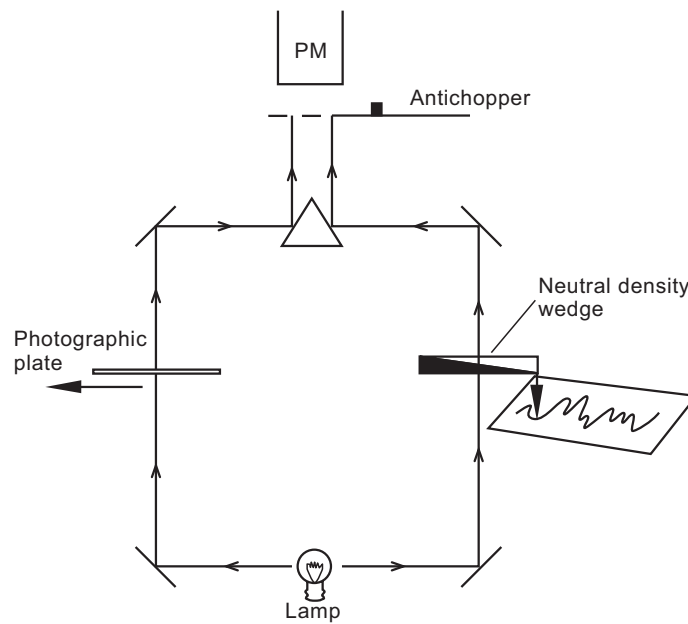 PM
Antichopper
Neutral density
wedge
Photographic
plate
Lamp